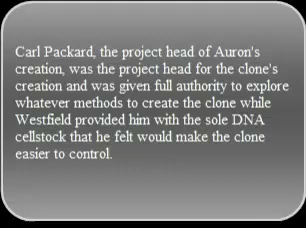 Carl Packard, the project head of Auron's
creation, was the project head for the clone's
creation and was given full authority to explore
whatever methods to create the clone while
Westfield provided him with the sole DNA
cellstock that he felt would make the clone
easier to control.